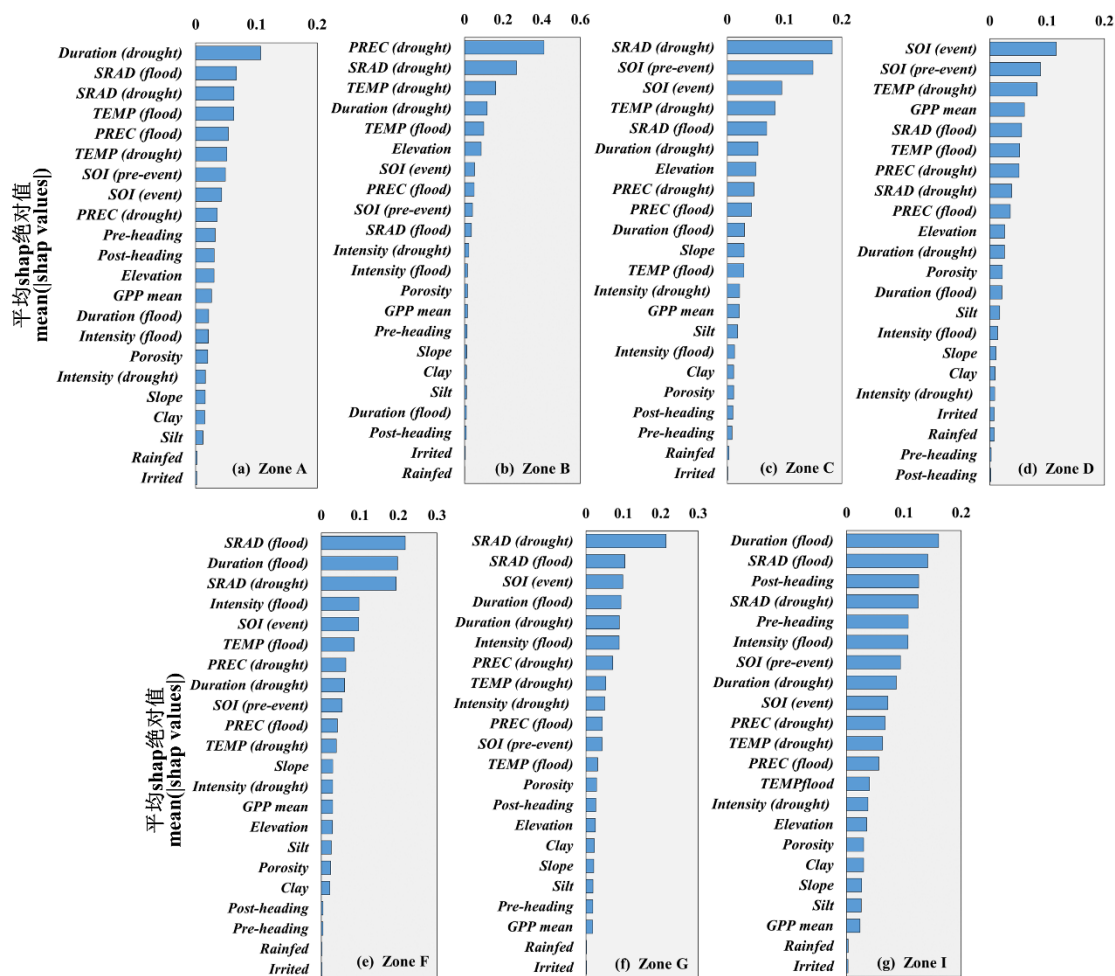 0 0.1 0.2
Duration (drought)
SRAD (flood)
SRAD (drought)
TEMP (flood)
PREC (flood)
TEMP (drought)
SOI (pre-event)
SOI (event)
PREC (drought)
Pre-heading
Post-heading
Elevation
GPP mean
Duration (flood)
Intensity (flood)
Porosity
Intensity (drought)
Slope
Clay
Silt
Rainfed
Irrited
(a) Zone A
平均shap绝对值
mean(|shap values|)
0 0.2 0.4 0.6
PREC (drought)
SRAD (drought)
TEMP (drought)
Duration (drought)
TEMP (flood)
Elevation
SOI (event)
PREC (flood)
SOI (pre-event)
SRAD (flood)
Intensity (drought)
Intensity (flood)
Porosity
GPP mean
Pre-heading
Slope
Clay
Silt
Duration (flood)
Post-heading
Irrited
Rainfed
(b) Zone B
0 0.1 0.2
SRAD (drought)
SOI (pre-event)
SOI (event)
TEMP (drought)
SRAD (flood)
Duration (drought)
Elevation
PREC (drought)
PREC (flood)
Duration (flood)
Slope
TEMP (flood)
Intensity (drought)
GPP mean
Silt
Intensity (flood)
Clay
Porosity
Post-heading
Pre-heading
Rainfed
Irrited
(c) Zone C
0 0.1 0.2
SOI (event)
SOI (pre-event)
TEMP (drought)
GPP mean
SRAD (flood)
TEMP (flood)
PREC (drought)
SRAD (drought)
PREC (flood)
Elevation
Duration (drought)
Porosity
Duration (flood)
Silt
Intensity (flood)
Slope
Clay
Intensity (drought)
Irrited
Rainfed
Pre-heading
Post-heading
(d) Zone D
0 0.1 0.2 0.3
SRAD (flood)
Duration (flood)
SRAD (drought)
Intensity (flood)
SOI (event)
TEMP (flood)
PREC (drought)
Duration (drought)
SOI (pre-event)
PREC (flood)
TEMP (drought)
Slope
Intensity (drought)
GPP mean
Elevation
Silt
Porosity
Clay
Post-heading
Pre-heading
Rainfed
Irrited
(e) Zone F
平均shap绝对值
mean(|shap values|)
0 0.1 0.2 0.3
SRAD (drought)
SRAD (flood)
SOI (event)
Duration (flood)
Duration (drought)
Intensity (flood)
PREC (drought)
TEMP (drought)
Intensity (drought)
PREC (flood)
SOI (pre-event)
TEMP (flood)
Porosity
Post-heading
Elevation
Clay
Slope
Silt
Pre-heading
GPP mean
Rainfed
Irrited
(f) Zone G
0 0.1 0.2
Duration (flood)
SRAD (flood)
Post-heading
SRAD (drought)
Pre-heading
Intensity (flood)
SOI (pre-event)
Duration (drought)
SOI (event)
PREC (drought)
TEMP (drought)
PREC (flood)
TEMPflood
Intensity (drought)
Elevation
Porosity
Clay
Slope
Silt
GPP mean
Rainfed
Irrited
(g) Zone I